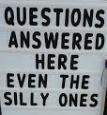 QUESTIONS
ANSWERED
HERE
EVEN THE
SILLY ONES